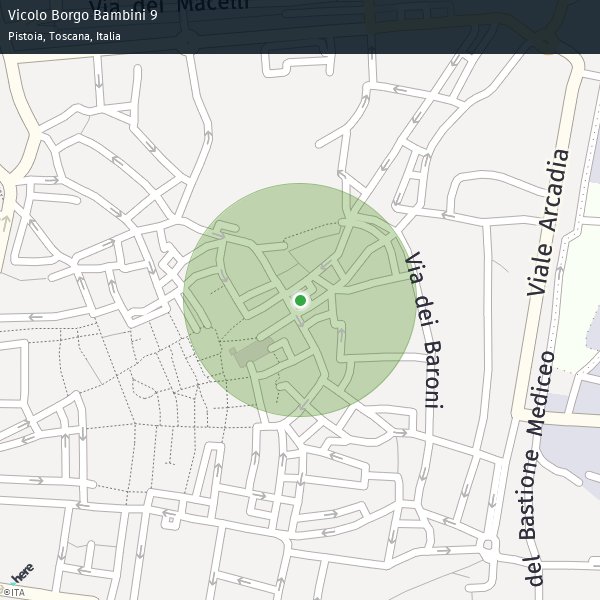 Via dei Macelli
Vicolo Borgo Bambini 9
Pistoia, Toscana, Italia
Viale Arcadia
Via dei Baroni
del Bastione Mediceo
here
©ITA